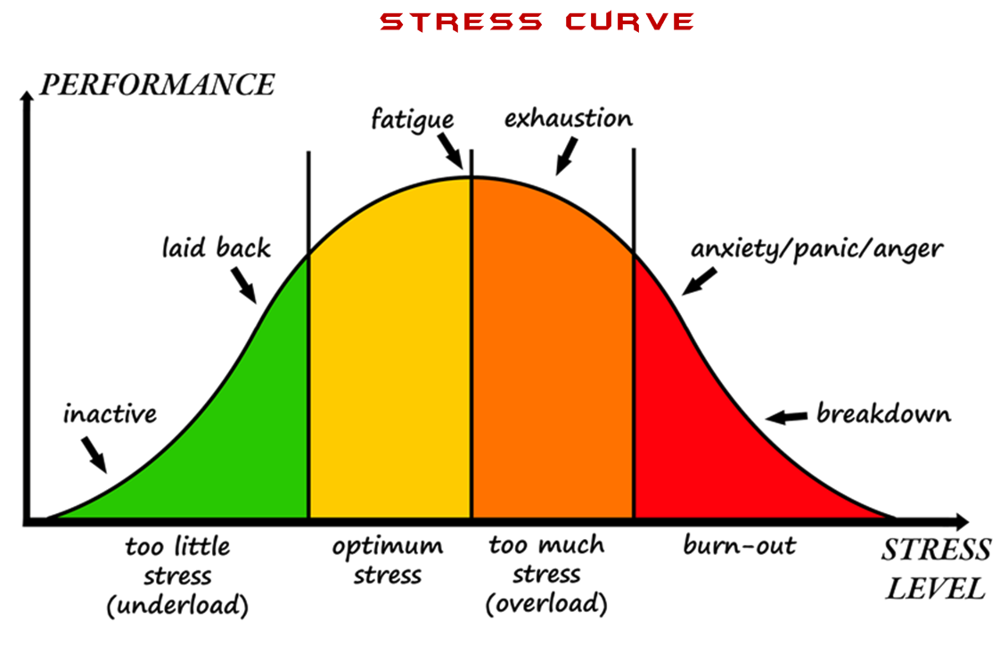 STRESS CURVE
PERFORMANCE
fatigue
exhaustion
laid back
anxiety/panic/anger
inactive
breakdown
too little
stress
(underload)
optimum
stress
too much
stress
(overload)
burn-out
STRESS
LEVEL